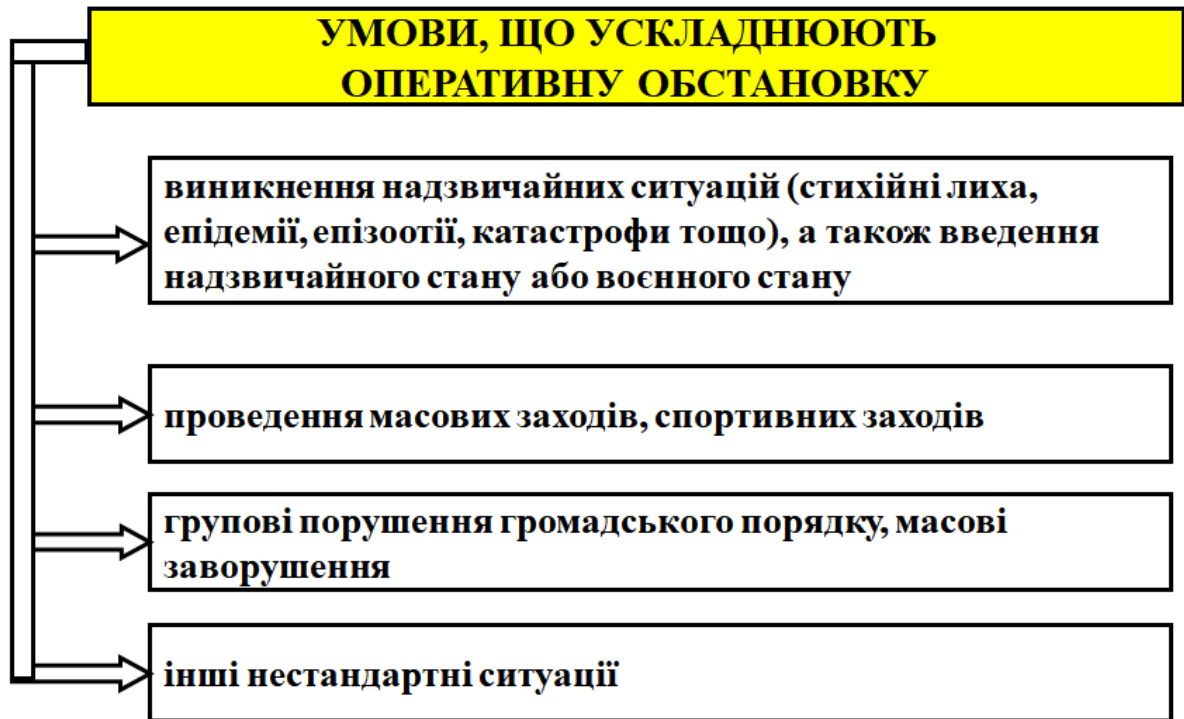 УМОВИ, ЩО УСКЛАДНЮЮТЬ
ОПЕРАТИВНУ ОБСТАНОВКУ
виникнення надзвичайних ситуацій (стихійні лиха,
епідемії, епізоотії, катастрофи тощо), а також введення
надзвичайного стану або воєнного стану
проведення масових заходів, спортивних заходів
групові порушення громадського порядку, масові
заворушення
інші нестандартні ситуації